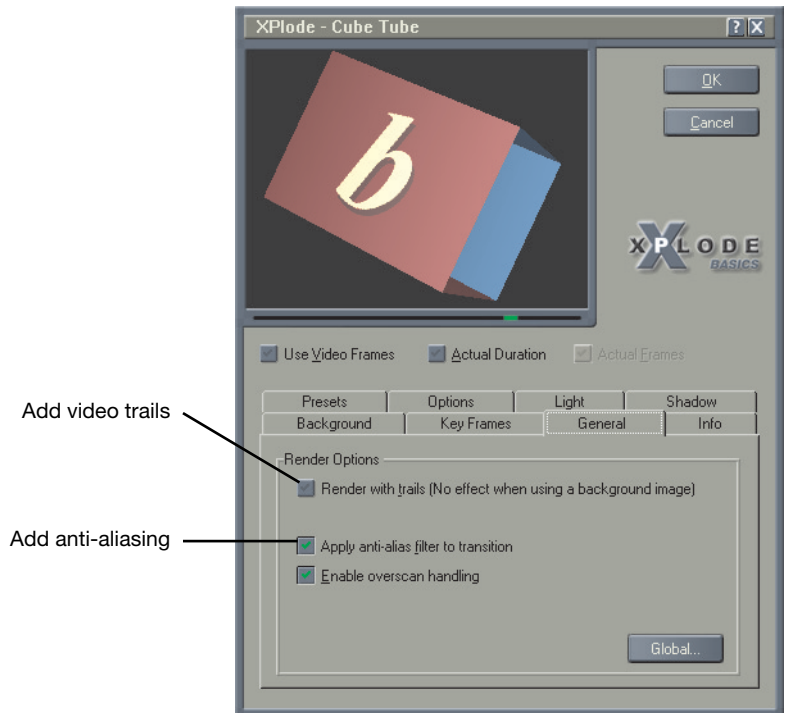 XPlode - Cube Tube
b
OK
Cancel
XPLODE
BASICS
Use Video Frames
Actual Duration
Actual Frames
Presets
Options
Light
Shadow
Background
Key Frames
General
Info
Add video trails
Render Options
Render with trails (No effect when using a background image)
Add anti-aliasing
Apply anti-alias filter to transition
Enable overscan handling
Global...